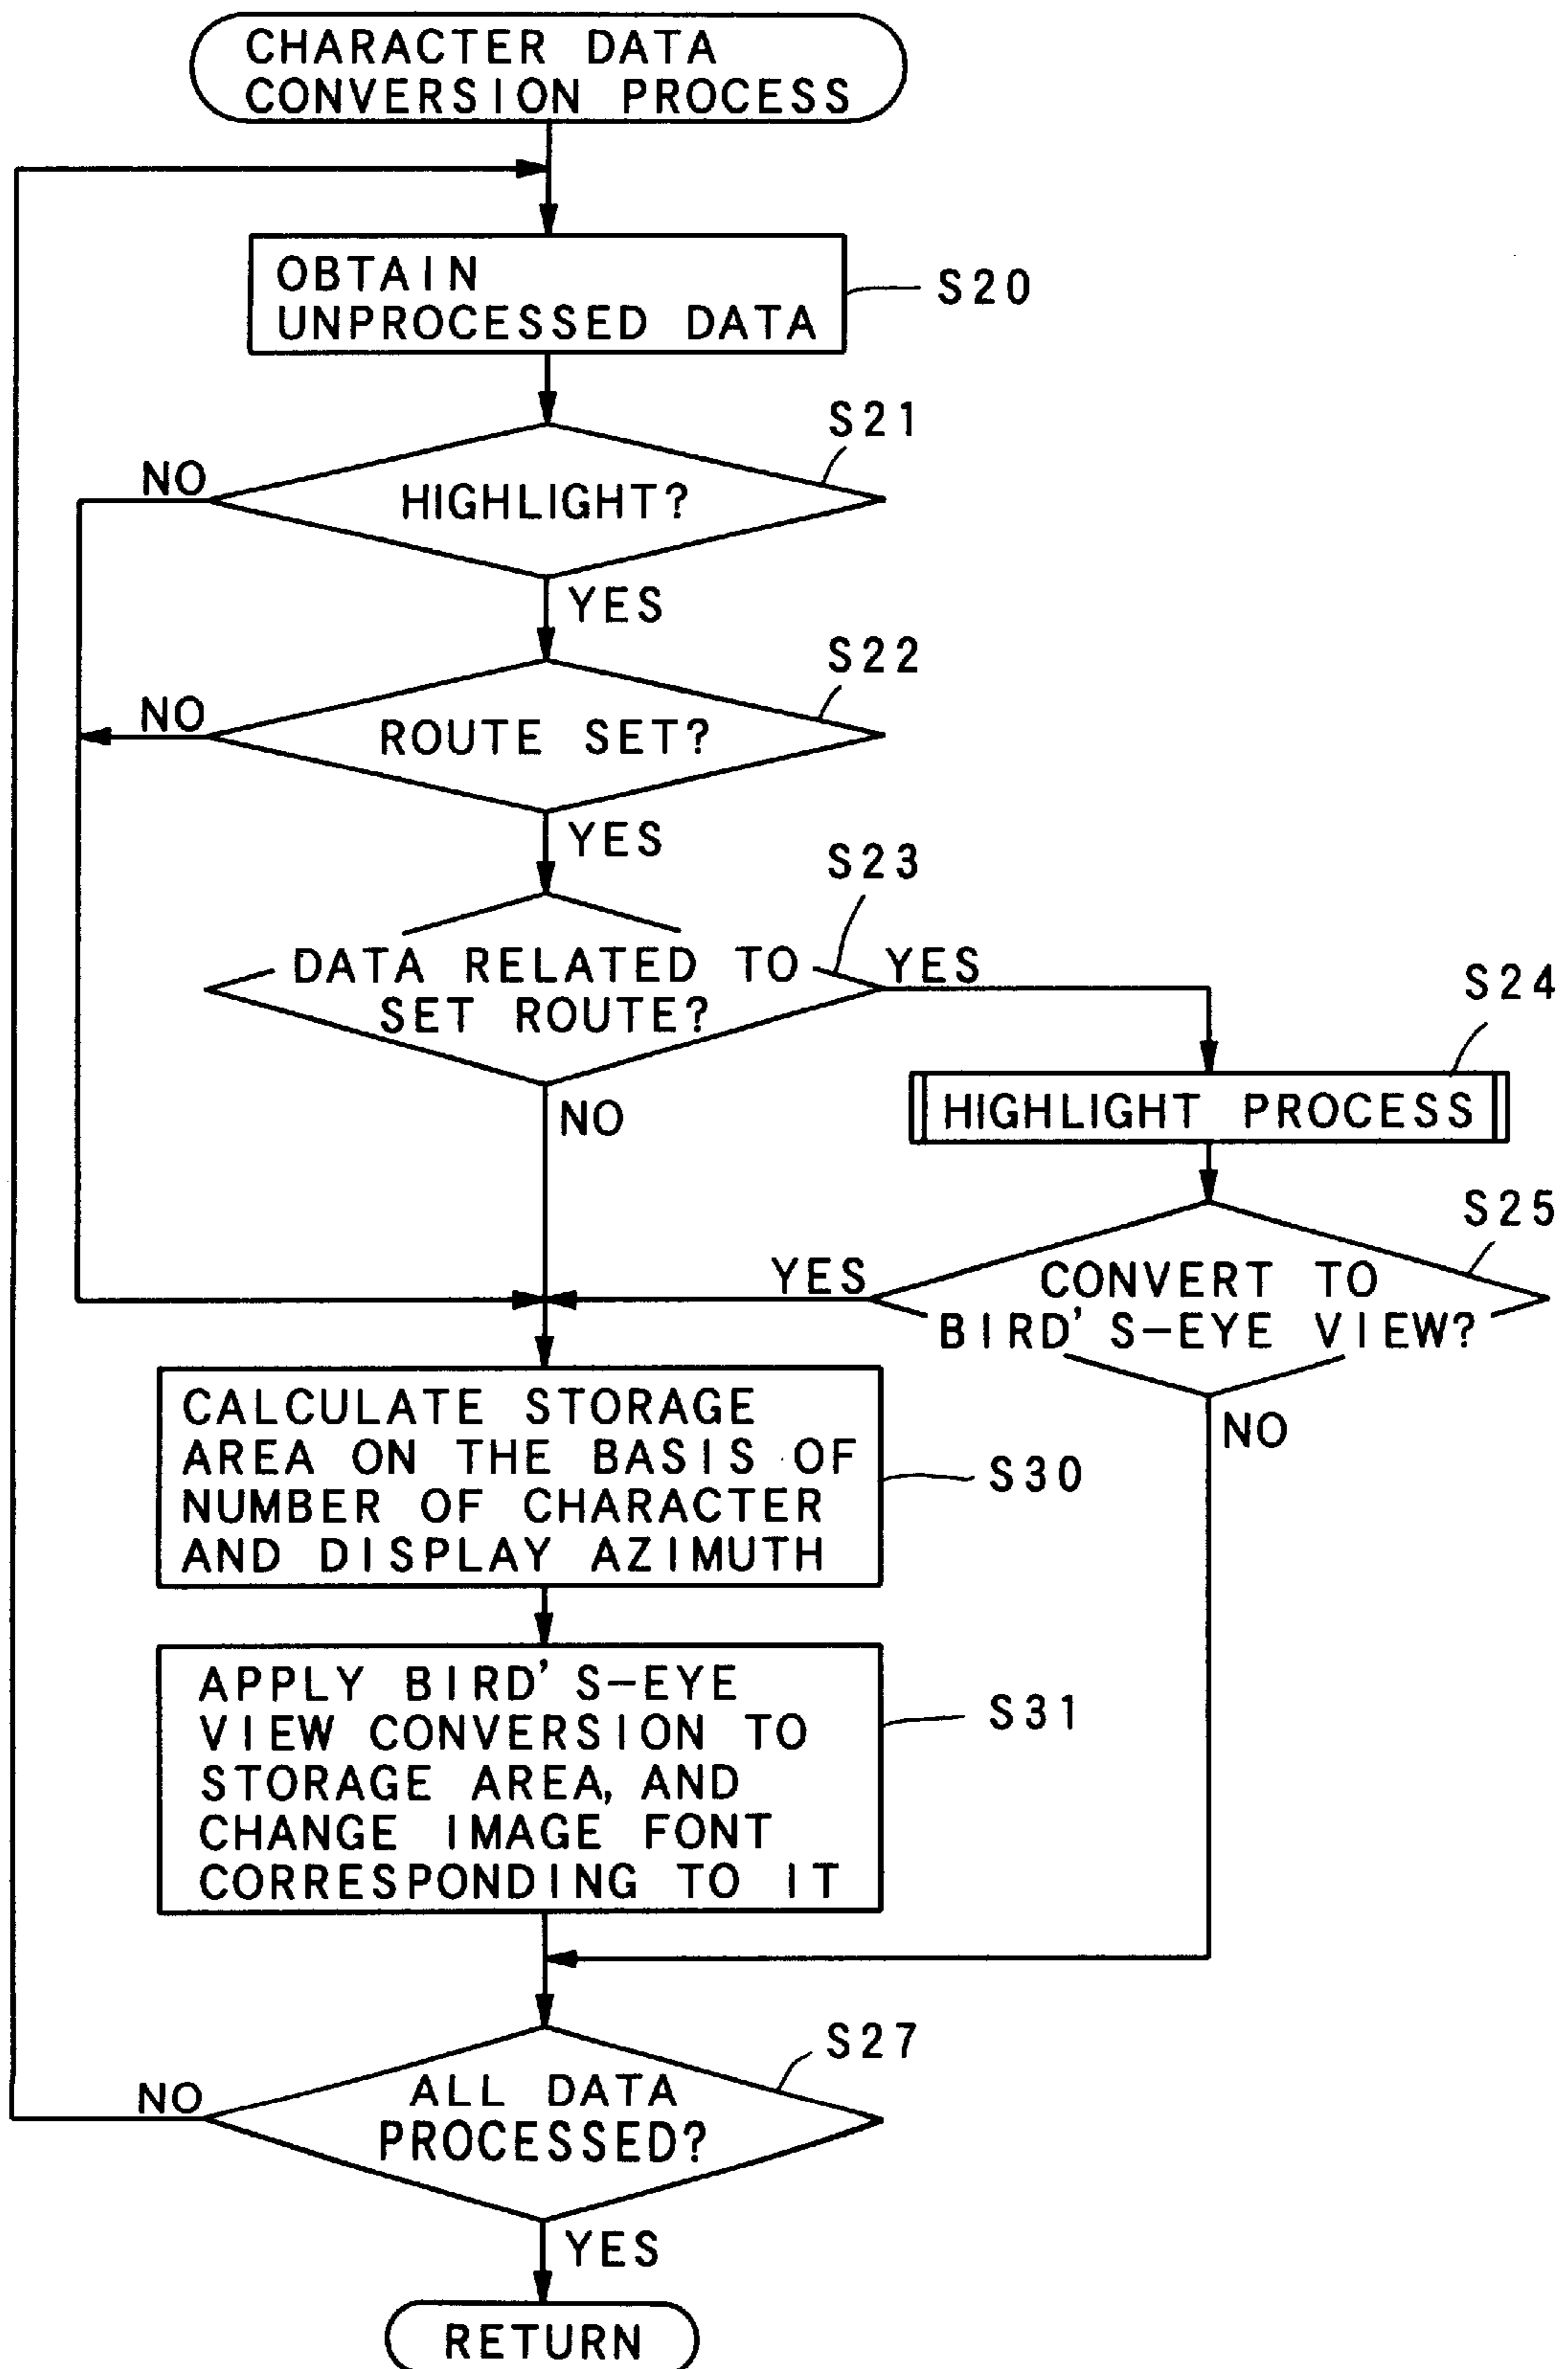 CHARACTER DATA
CONVERSION PROCESS
OBTAIN
UNPROCESSED DATA
S20
S21
NO
HIGHLIGHT?
YES
S22
NO
ROUTE SET?
YES
S23
DATA RELATED TO
SET ROUTE?
YES
S24
HIGHLIGHT PROCESS
NO
S25
YES
CONVERT TO
BIRD'S-EYE VIEW?
NO
CALCULATE STORAGE
AREA ON THE BASIS OF
NUMBER OF CHARACTER
AND DISPLAY AZIMUTH
S30
APPLY BIRD'S-EYE
VIEW CONVERSION TO
STORAGE AREA, AND
CHANGE IMAGE FONT
CORRESPONDING TO IT
S31
S27
NO
ALL DATA
PROCESSED?
YES
RETURN